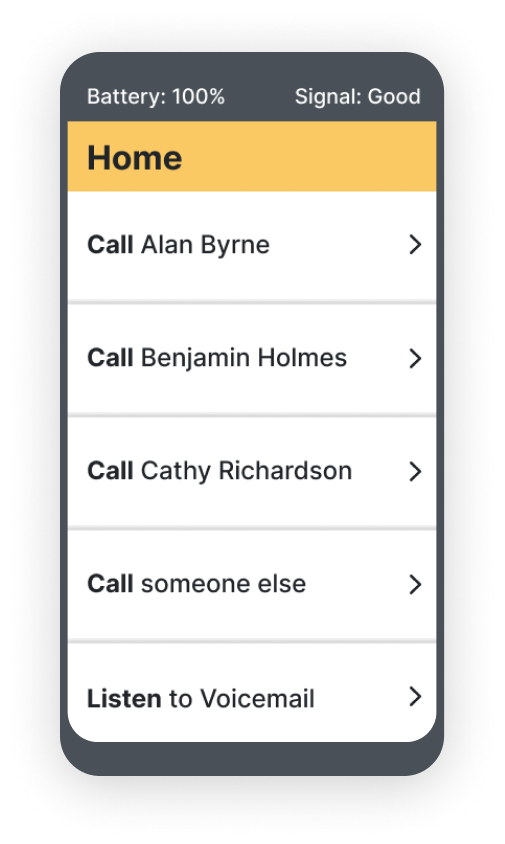 Battery: 100% Signal: Good
Home
Call Alan Byrne
Call Benjamin Holmes
Call Cathy Richardson
Call someone else
Listen to Voicemail